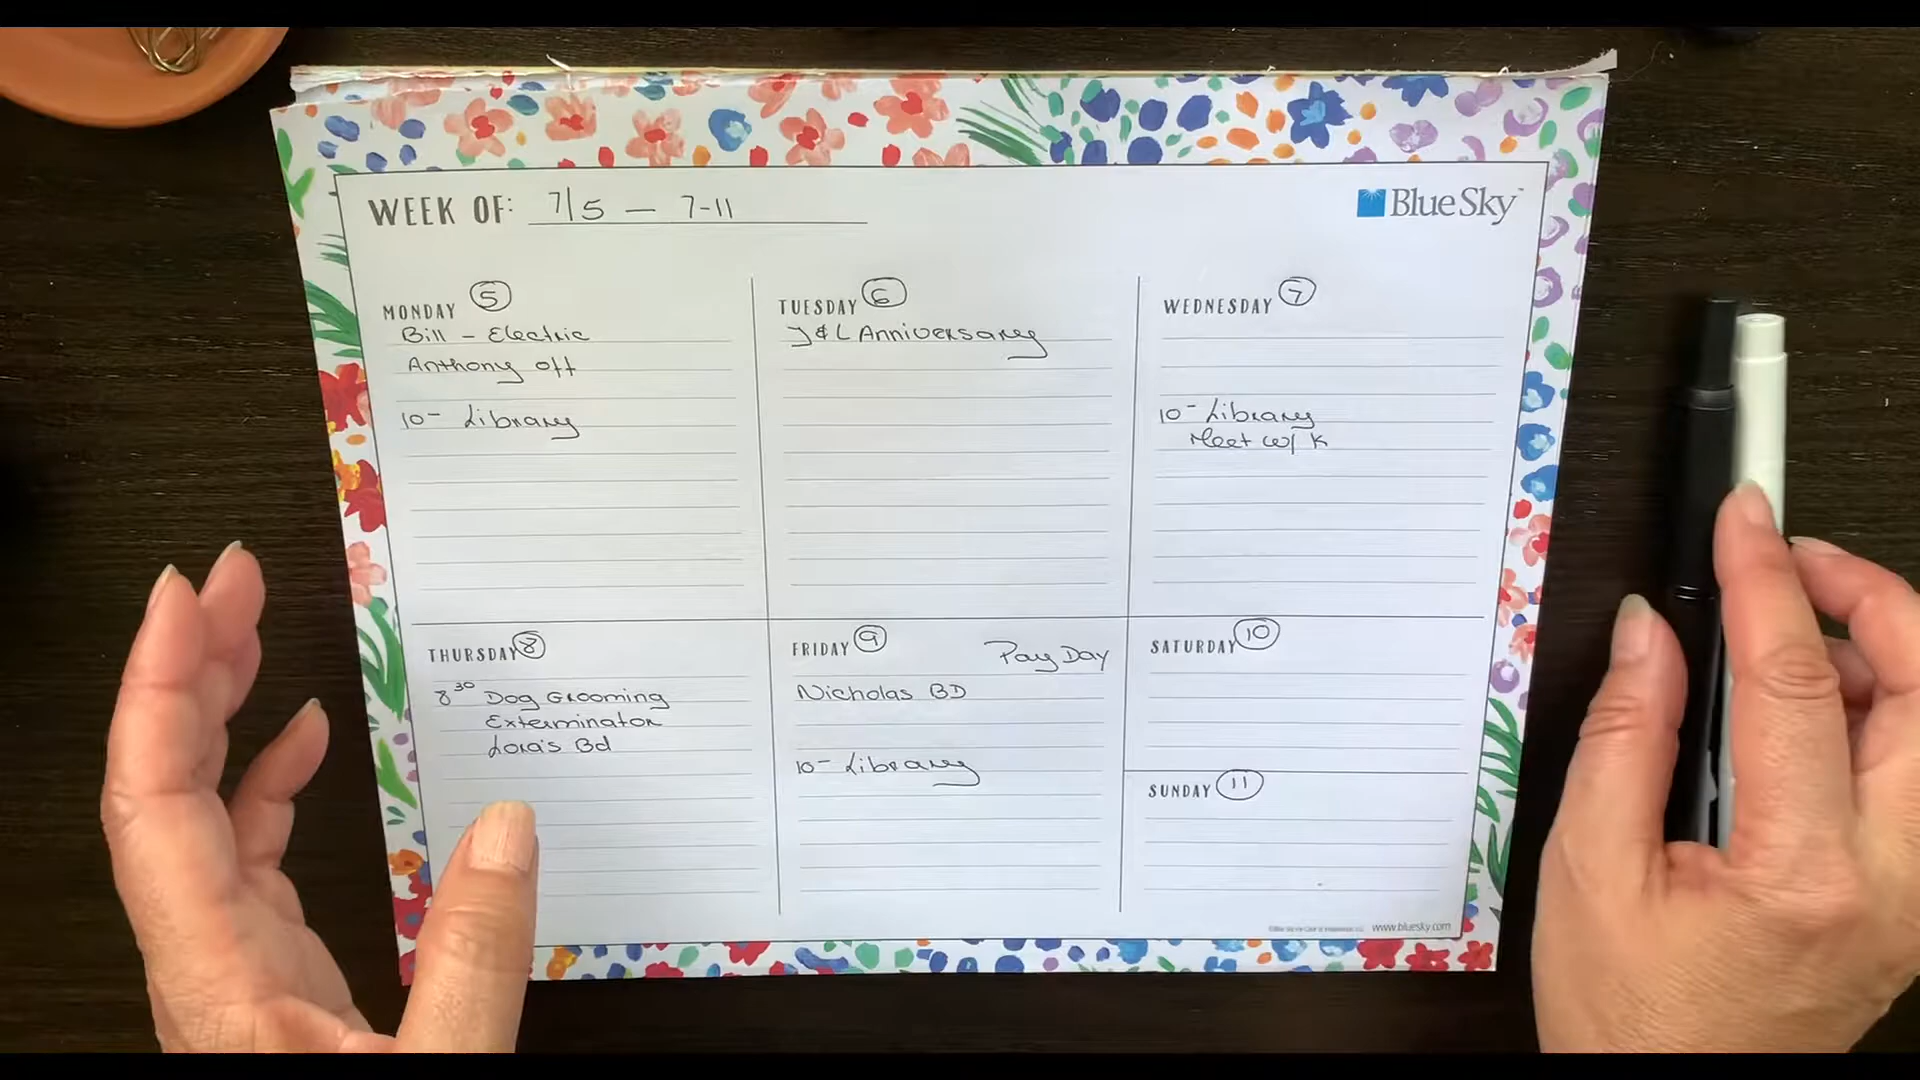 WEEK OF: 7/5 — 7-11
BlueSky
MONDAY 5
Bill - Electric
Anthony off
10- Library
TUESDAY 6
J & L Anniversary
WEDNESDAY 7
10- Library
Meet w/ K
THURSDAY 8
8 30 Dog Grooming
Exterminator
Lora's Bd
FRIDAY 9
Pay Day
Nicholas BD
10- Library
SATURDAY 10
SUNDAY 11
www.bluesky.com